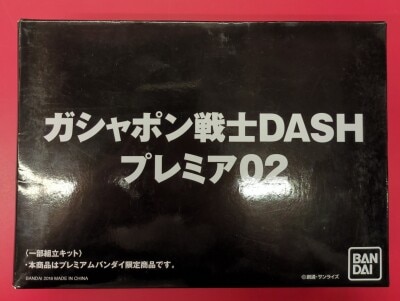 ガシャポン戦士DASH
プレミア02
〈一部組立キット〉
・本商品はプレミアムバンダイ限定商品です。
BANDAI 2016 MADE IN CHINA
©創通・サンライズ
BAN
DAI